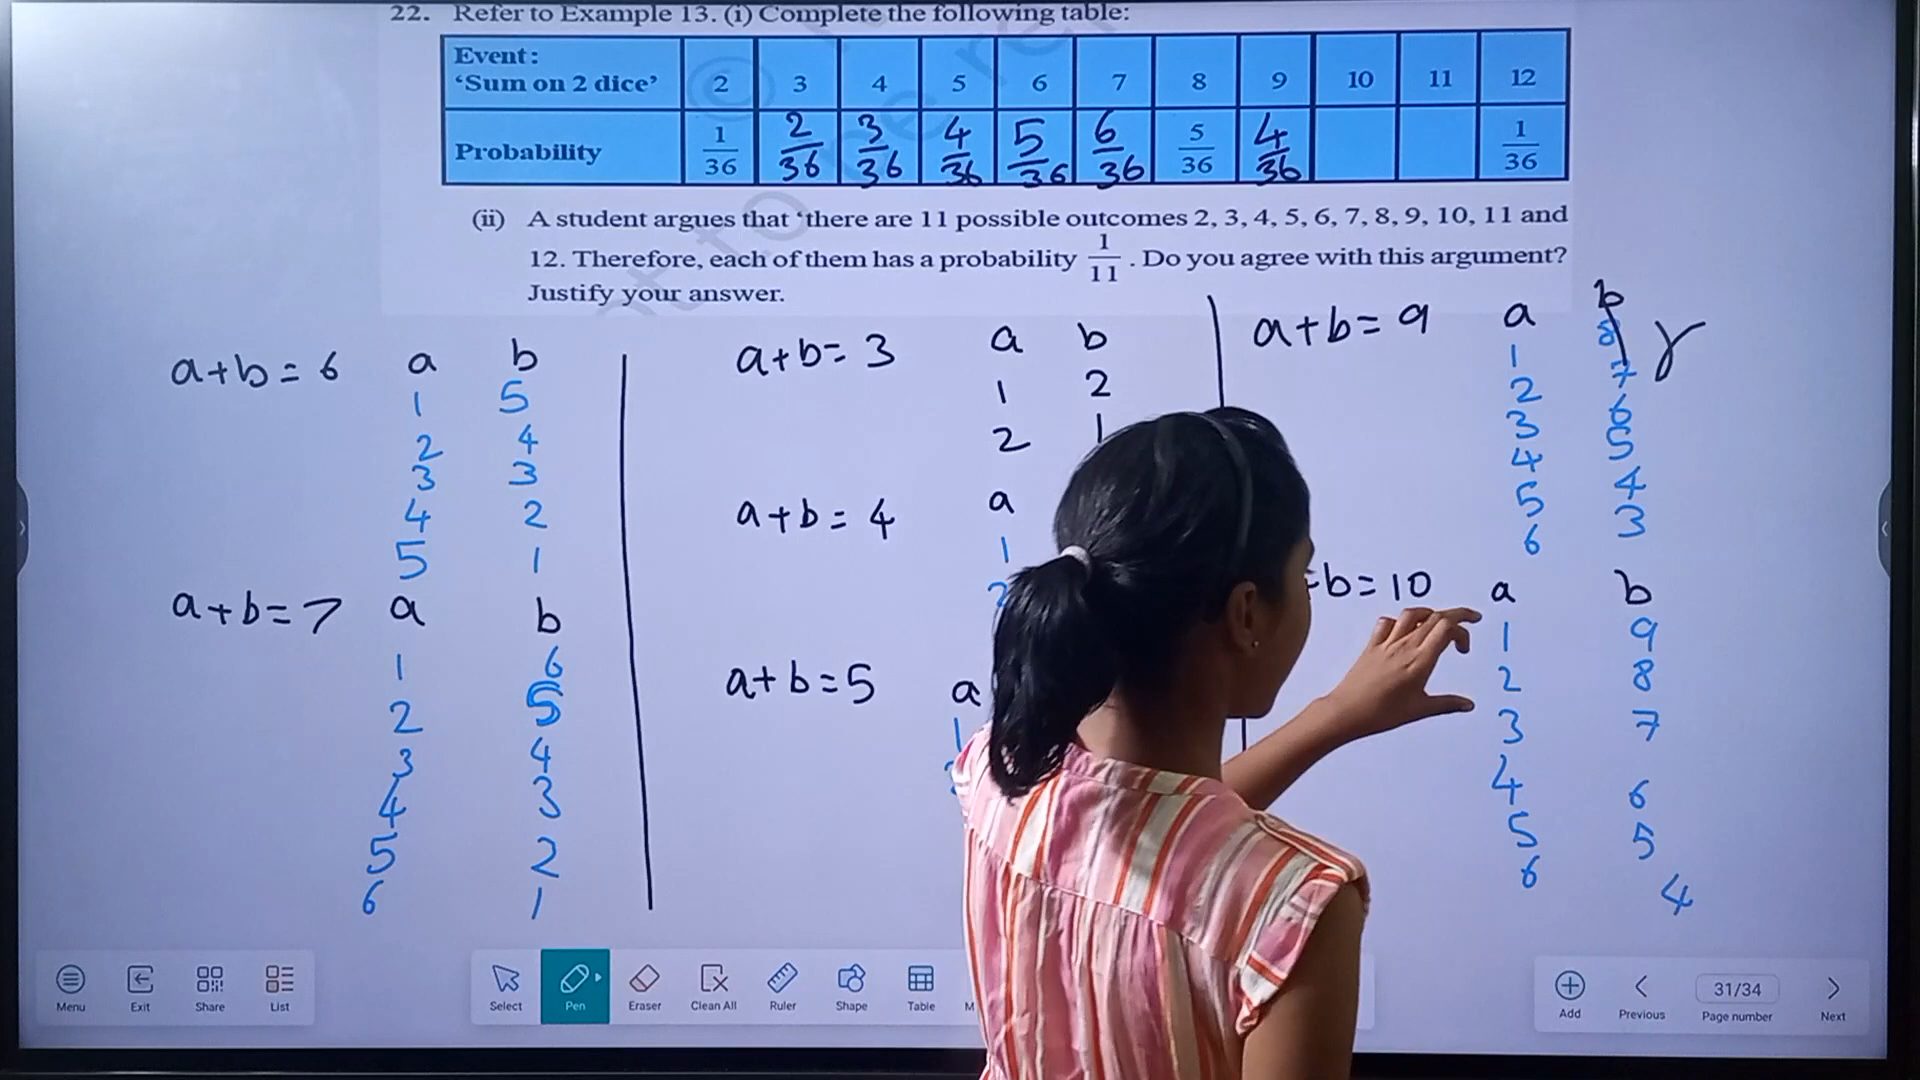 22. Refer to Example 13. (i) Complete the following table:
Event:
‘Sum on 2 dice’ 2 3 4 5 6 7 8 9 10 11 12
Probability 1/36 2/36 3/36 4/36 5/36 6/36 5/36 4/36 1/36
(ii) A student argues that ‘there are 11 possible outcomes 2, 3, 4, 5, 6, 7, 8, 9, 10, 11 and
12. Therefore, each of them has a probability 1/11 . Do you agree with this argument?
Justify your answer.
a+b=6 a b
1 5
2 4
3 3
4 2
5 1
a+b=7 a b
1 6
2 5
3 4
4 3
5 2
6 1
a+b=3 a b
1 2
2 1
a+b=4 a
1
2
a+b=5 a
1
a+b=9 a b
1 8
2 7
3 6
4 5
5 4
6 3
b=10 a b
1 9
2 8
3 7
4 6
5 5
6 4
Menu Exit Share List
Select Pen Eraser Clean All Ruler Shape Table M
Add Previous 31/34 Next
Page number